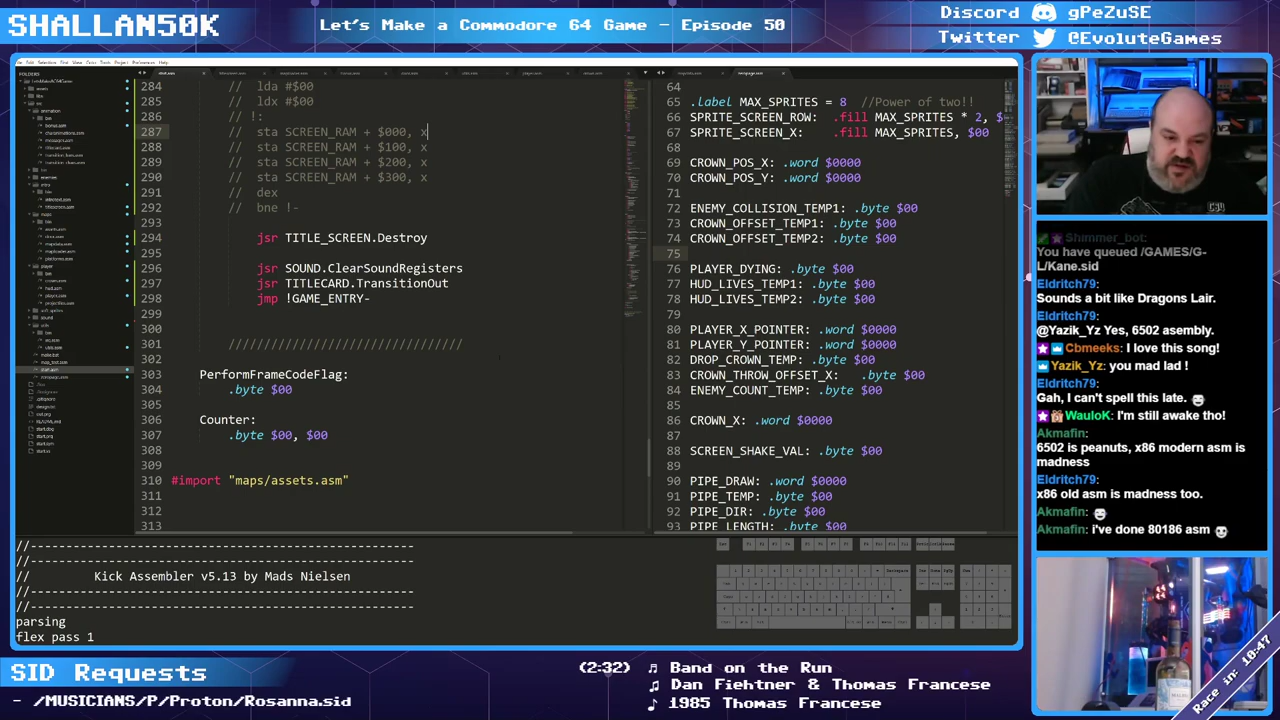 SHALLAN50K
Let's Make a Commodore 64 Game - Episode 50
Discord gPeZuSE
Twitter @EvoluteGames
FOLDERS
284 // lda #$00
285 // ldx #$00
286 // !:
287 sta SCREEN_RAM + $000,x
288 // sta SCREEN_RAM + $100, x
289 // sta SCREEN_RAM + $200, x
290 // sta SCREEN_RAM + $300, x
291 // dex
292 // bne !-
293
294 jsr TITLE_SCREEN.Destroy
295
296 jsr SOUND.ClearSoundRegisters
297 jsr TITLECARD.TransitionOut
298 jmp !GAME_ENTRY-
299
300
301 /////////////////////////////////
302
303 PerformFrameCodeFlag:
304 .byte $00
305
306 Counter:
307 .byte $00, $00
308
309
310 #import "maps/assets.asm"
311
312
313
64
65 .label MAX_SPRITES = 8 //Power of two!!
66 SPRITE_SCREEN_ROW: .fill MAX_SPRITES * 2, $
67 SPRITE_SCREEN_X: .fill MAX_SPRITES, $00
68
69 CROWN_POS_X: .word $0000
70 CROWN_POS_Y: .word $0000
71
72 ENEMY_COLLISION_TEMP1: .byte $00
73 CROWN_OFFSET_TEMP1: .byte $00
74 CROWN_OFFSET_TEMP2: .byte $00
75
76 PLAYER_DYING: .byte $00
77 HUD_LIVES_TEMP1: .byte $00
78 HUD_LIVES_TEMP2: .byte $00
79
80 PLAYER_X_POINTER: .word $0000
81 PLAYER_Y_POINTER: .word $0000
82 DROP_CROWN_TEMP: .byte $00
83 CROWN_THROW_OFFSET_X: .byte $00
84 ENEMY_COUNT_TEMP: .byte $00
85
86 CROWN_X: .word $0000
87
88 SCREEN_SHAKE_VAL: .byte $00
89
90 PIPE_DRAW: .word $0000
91 PIPE_TEMP: .byte $00
92 PIPE_DIR: .byte $00
93 PIPE_LENGTH: .byte $00
Shimmer_bot:
You have queued /GAMES/G-
L/Kane.sid
Eldritch79:
Sounds a bit like Dragons Lair.
Eldritch79:
@Yazik_Yz Yes, 6502 asembly.
Cbmeeks: I love this song!
Yazik_Yz: you mad lad !
Eldritch79:
Gah, I can't spell this late.
WauloK: I'm still awake tho!
Akmafin:
6502 is peanuts, x86 modern asm is
madness
Eldritch79:
x86 old asm is madness too.
Akmafin:
Akmafin: i've done 80186 asm
//------------------------------------------------------
//------------------------------------------------------
// Kick Assembler v5.13 by Mads Nielsen
//------------------------------------------------------
//------------------------------------------------------
parsing
flex pass 1
SID Requests
- /MUSICIANS/P/Proton/Rosanna.sid
(2:32) ♫ Band on the Run
♫ Dan Fiehtner & Thomas Francese
♪ 1985 Thomas Francese
Race in: 10:47